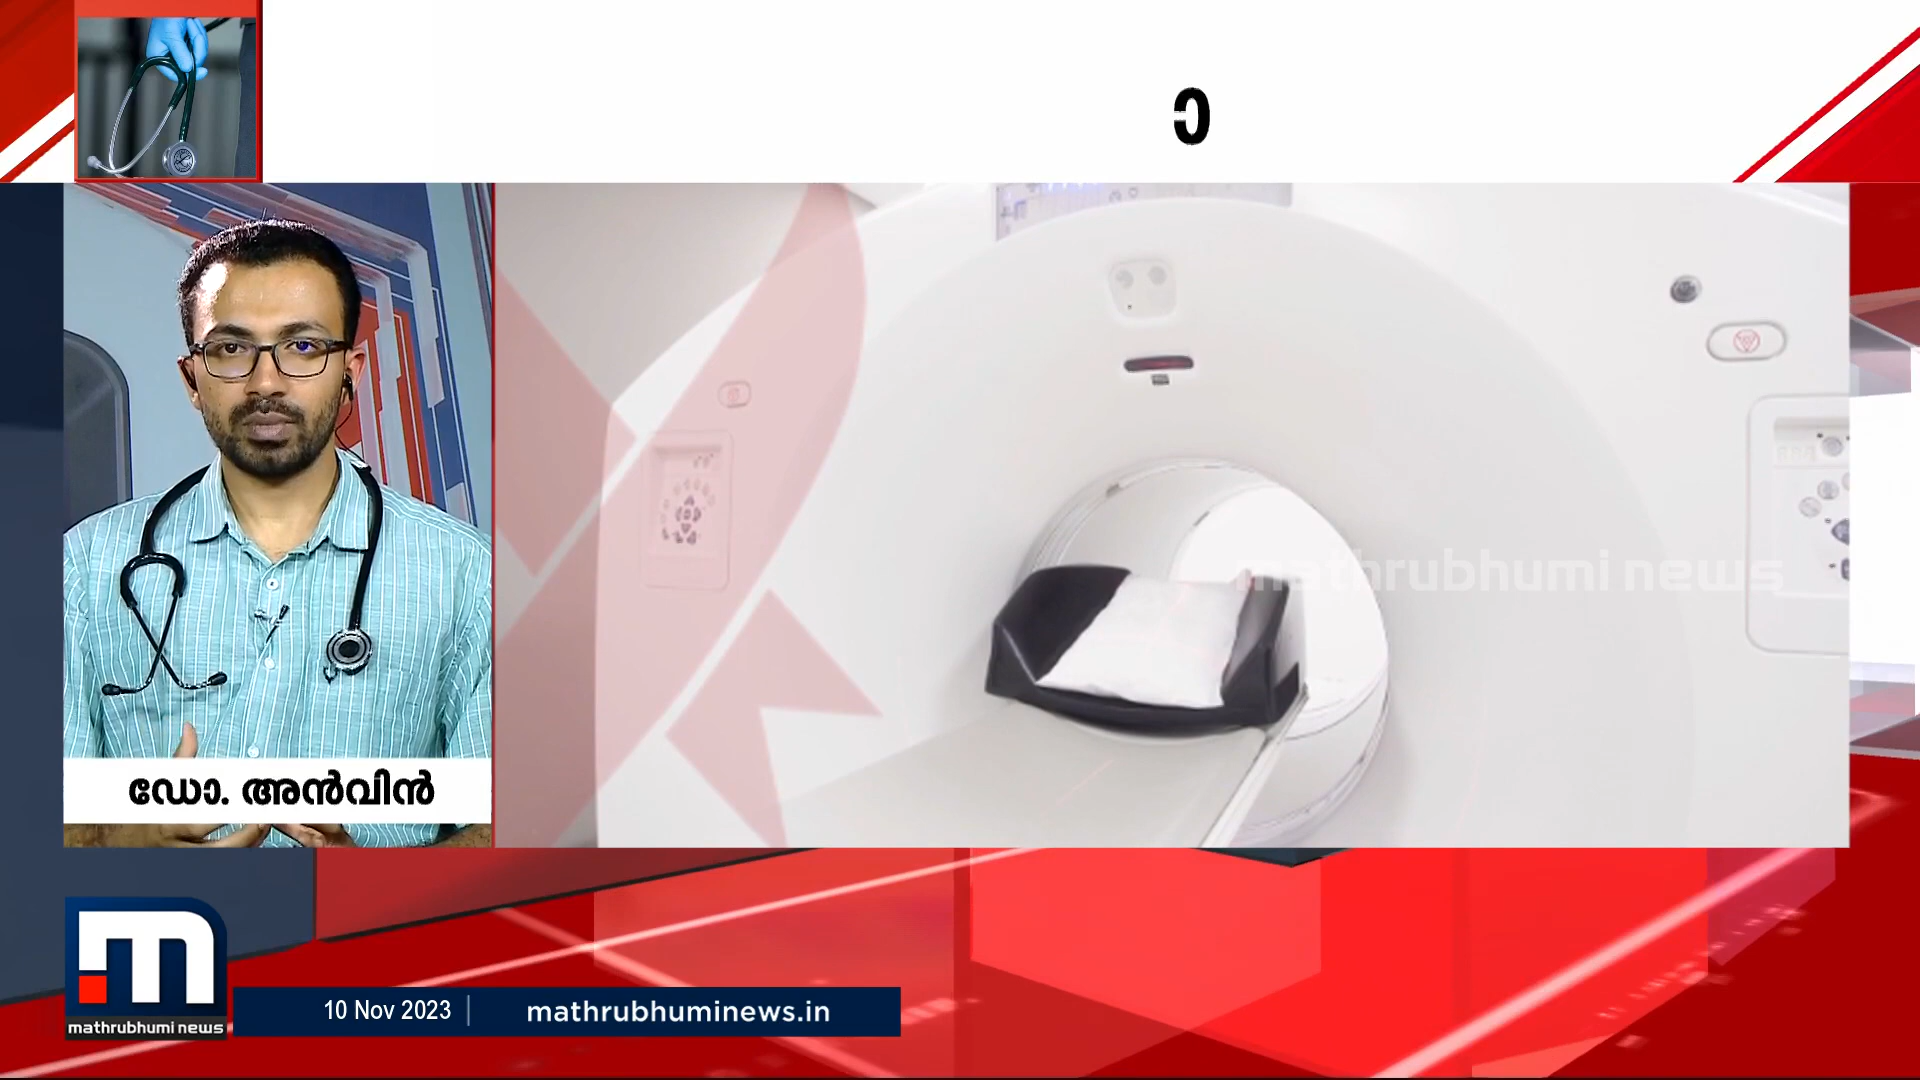 ഡോ. അൻവിൻ
mathrubhumi news
mathrubhumi news
10 Nov 2023
mathrubhuminews.in